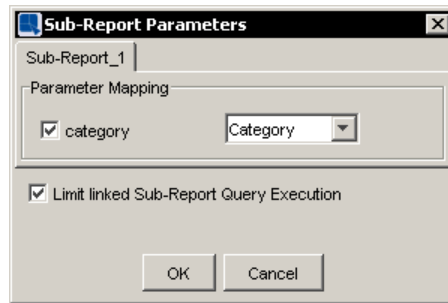 Sub-Report Parameters
Sub-Report_1
Parameter Mapping
category Category
Limit linked Sub-Report Query Execution
OK Cancel